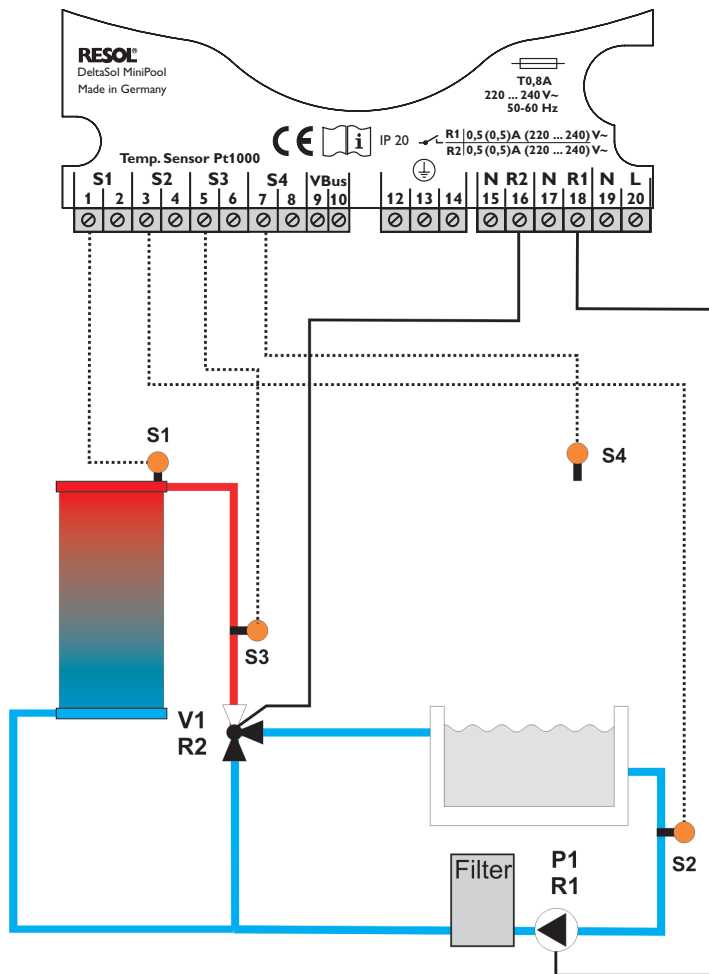 RESOL®
DeltaSol MiniPool
Made in Germany
T0,8A
220 ... 240 V~
50-60 Hz
CE i IP 20 R1 0,5 (0,5) A (220 ... 240) V~
R2 0,5 (0,5) A (220 ... 240) V~
Temp. Sensor Pt1000
S1 S2 S3 S4 VBus N R2 N R1 N L
1 2 3 4 5 6 7 8 9 10 12 13 14 15 16 17 18 19 20
S1
S4
S3
V1
R2
P1
R1
S2
Filter